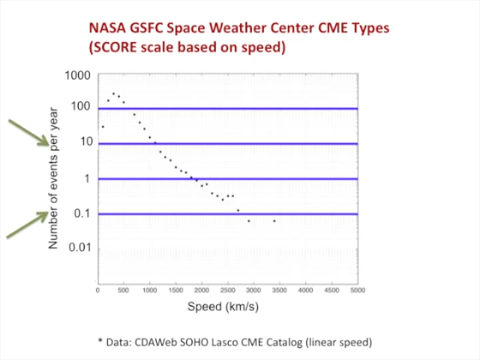 NASA GSFC Space Weather Center CME Types
(SCORE scale based on speed)
1000
100
10
1
0.1
0.01
Number of events per year
0 500 1000 1500 2000 2500 3000 3500 4000 4500 5000
Speed (km/s)
* Data: CDAWeb SOHO Lasco CME Catalog (linear speed)